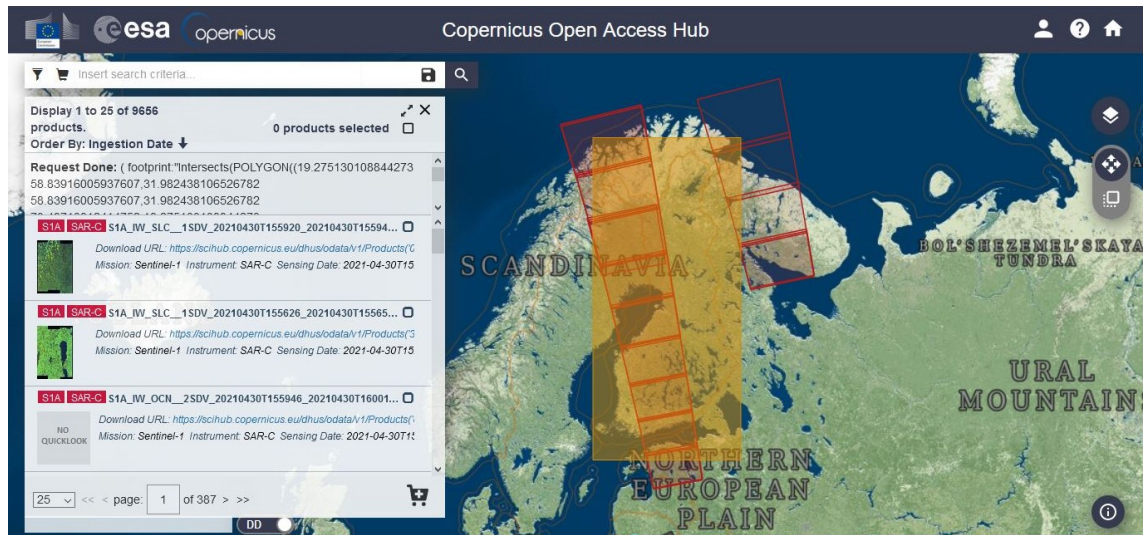 esa
opernicus
Copernicus Open Access Hub
Insert search criteria...
Display 1 to 25 of 9656
products.
0 products selected
Order By: Ingestion Date
Request Done: ( footprint:"Intersects(POLYGON((19.275130108844273
58.83916005937607,31.982438106526782
58.83916005937607,31.982438106526782
S1A SAR-C S1A_IW_SLC__1SDV_20210430T155920_20210430T15594...
Download URL: https://scihub.copernicus.eu/dhus/odata/v1/Products('0
Mission: Sentinel-1 Instrument: SAR-C Sensing Date: 2021-04-30T15
S1A SAR-C S1A_IW_SLC__1SDV_20210430T155626_20210430T15565...
Download URL: https://scihub.copernicus.eu/dhus/odata/v1/Products('3
Mission: Sentinel-1 Instrument: SAR-C Sensing Date: 2021-04-30T15
S1A SAR-C S1A_IW_OCN__2SDV_20210430T155946_20210430T16001...
NO
QUICKLOOK
Download URL: https://scihub.copernicus.eu/dhus/odata/v1/Products('
Mission: Sentinel-1 Instrument: SAR-C Sensing Date: 2021-04-30T15
25 << < page: 1 of 387 > >>
DD
SCANDINAVIA
BOL'SHEZEMEL'SKAYA
TUNDRA
URAL
MOUNTAIN
NORTHERN
EUROPEAN
PLAIN